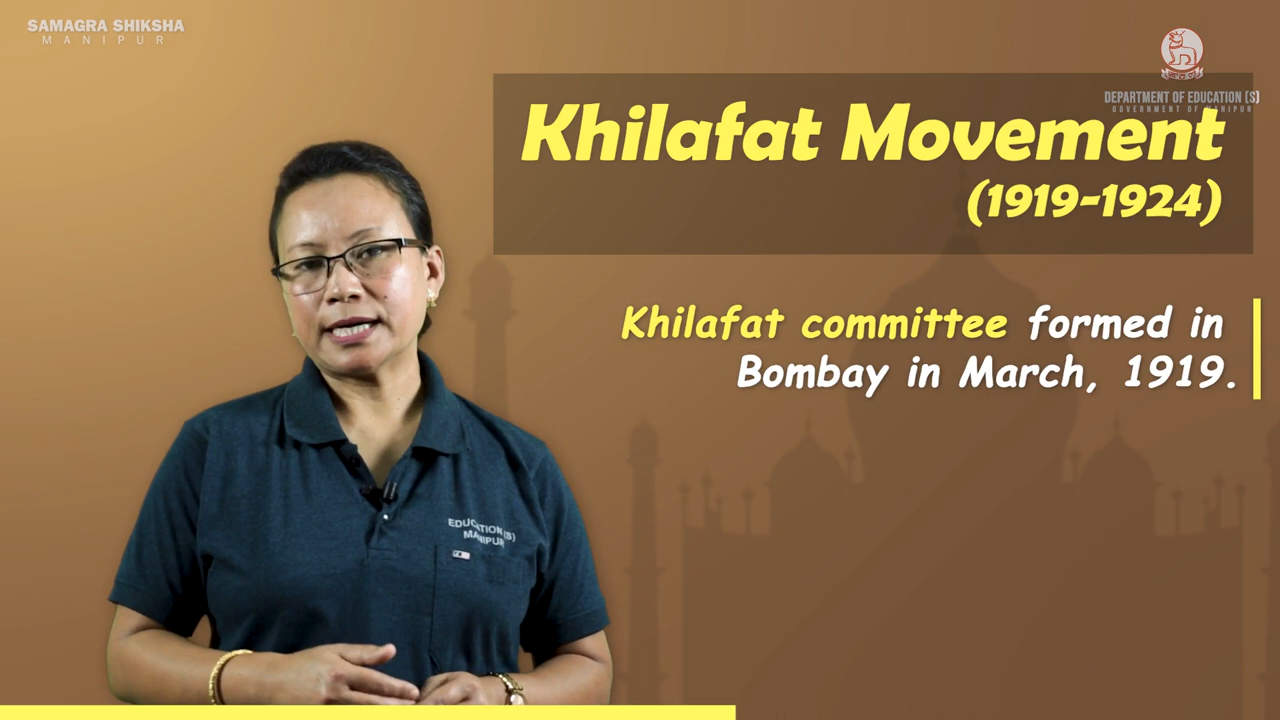 SAMAGRA SHIKSHA
MANIPUR
DEPARTMENT OF EDUCATION (S)
GOVERNMENT OF MANIPUR
Khilafat Movement
(1919-1924)
Khilafat committee formed in
Bombay in March, 1919.
EDUCATION (S)
MANIPUR